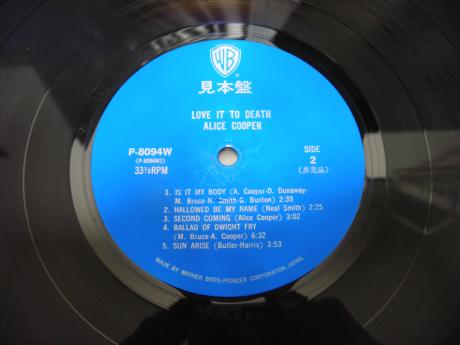 WB
見本盤
LOVE IT TO DEATH
ALICE COOPER
P-8094W
(P-8094W2)
33⅓RPM
SIDE
2
(非売品)
1. IS IT MY BODY (A. Cooper-D. Dunaway-
M. Bruce-N. Smith-G. Buxton) 2:35
2. HALLOWED BE MY NAME (Neal Smith) 2:25
3. SECOND COMING (Alice Cooper) 3:02
4. BALLAD OF DWIGHT FRY
(M. Bruce-A. Cooper) 6:32
5. SUN ARISE (Butler-Harris) 3:53
MADE BY WARNER BROS/PIONEER CORPORATION, JAPAN.